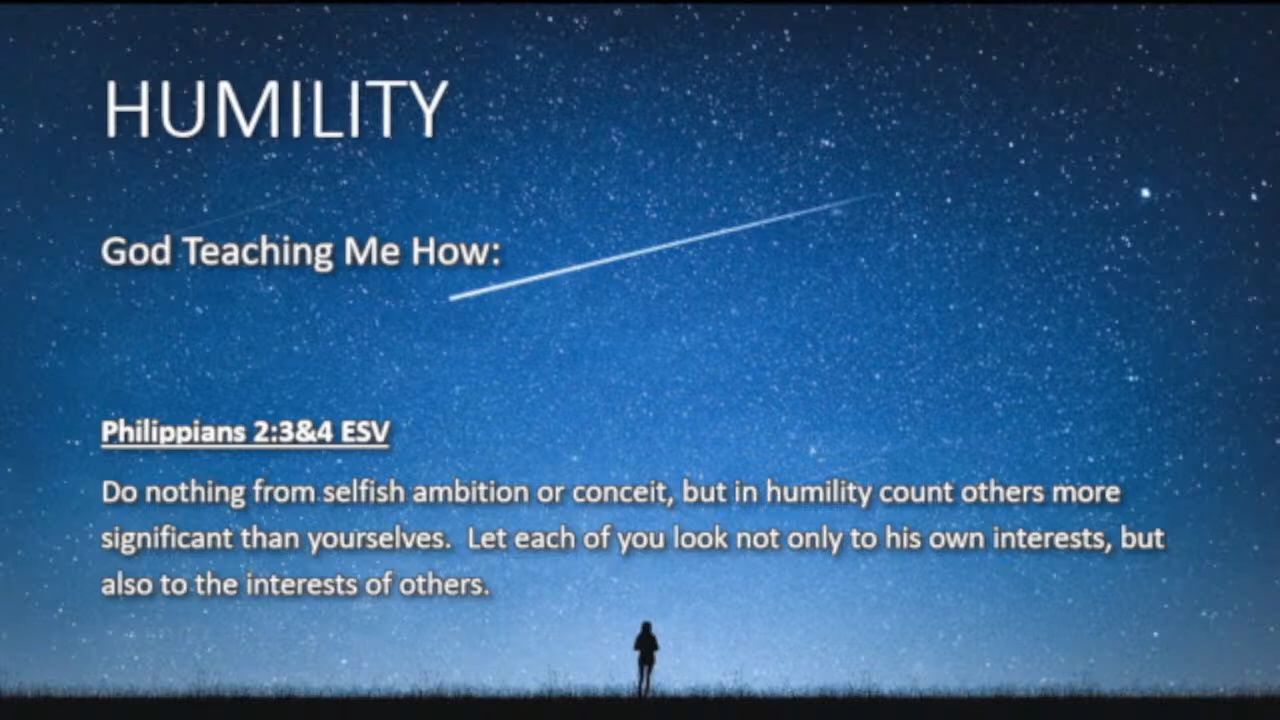 HUMILITY
God Teaching Me How:
Philippians 2:3&4 ESV
Do nothing from selfish ambition or conceit, but in humility count others more
significant than yourselves.  Let each of you look not only to his own interests, but
also to the interests of others.